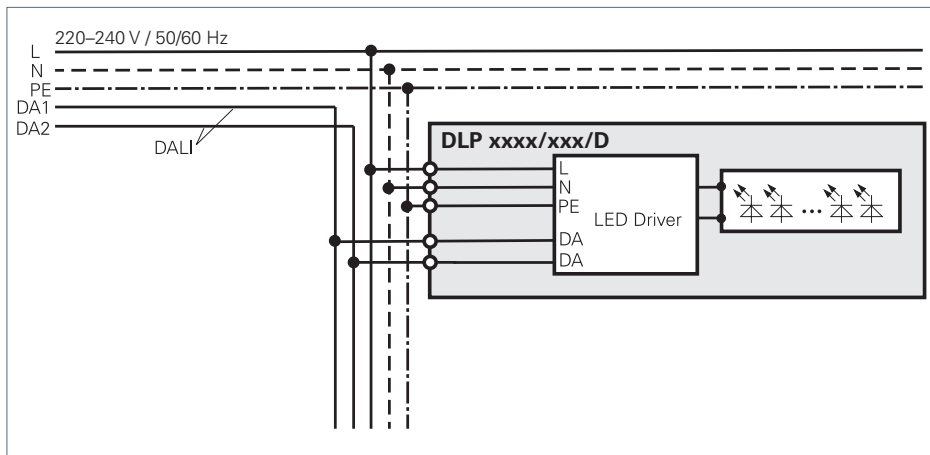 220–240 V / 50/60 Hz
L
N
PE
DA1
DA2
DALI
DLP xxxx/xxx/D
L
N
PE
LED Driver
DA
DA